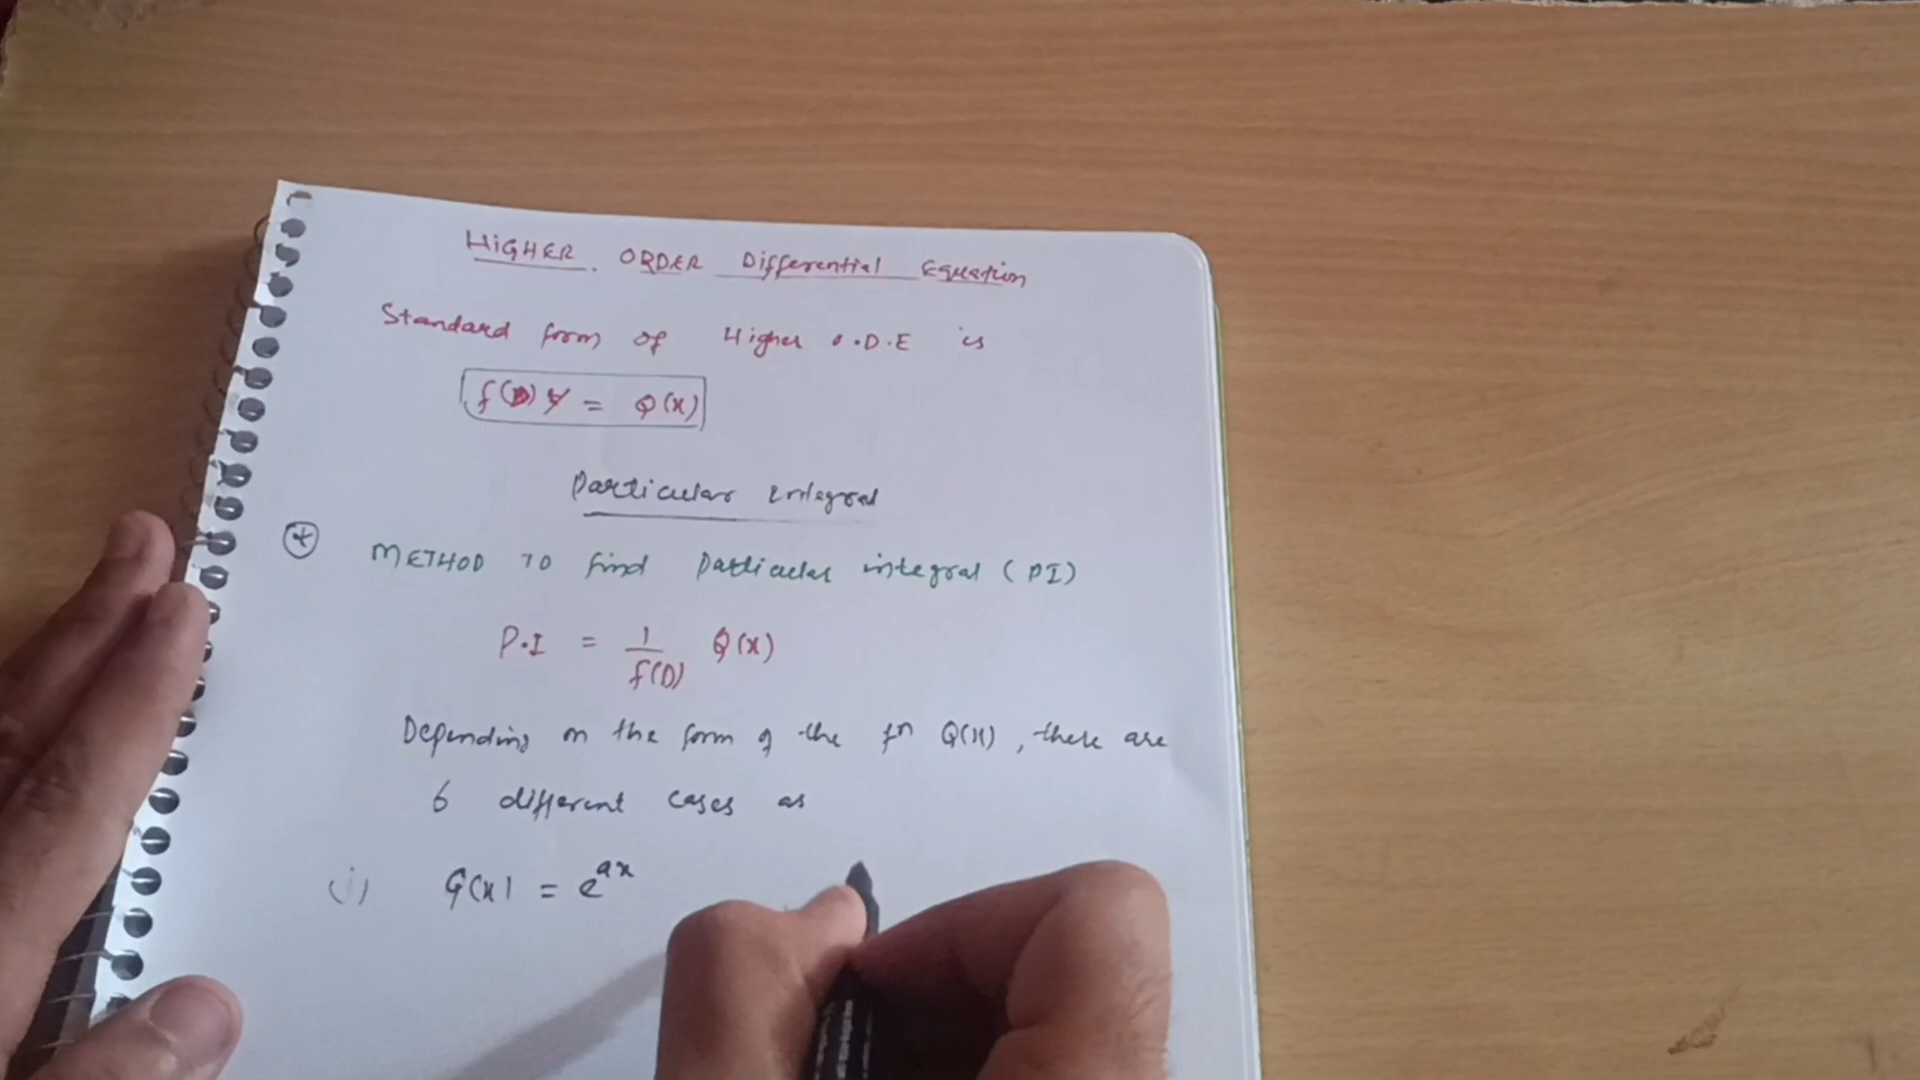 HiGHER ORDER Differential Equation
Standard form of Higher O.D.E is
f(D) y = Q(x)
Particular Integral
* METHOD TO find Particular integral (PI)
P.I = 1/f(D) Q(x)
Depending on the form of the fn Q(x), there are
6 different cases as
(i) Q(x) = e^ax